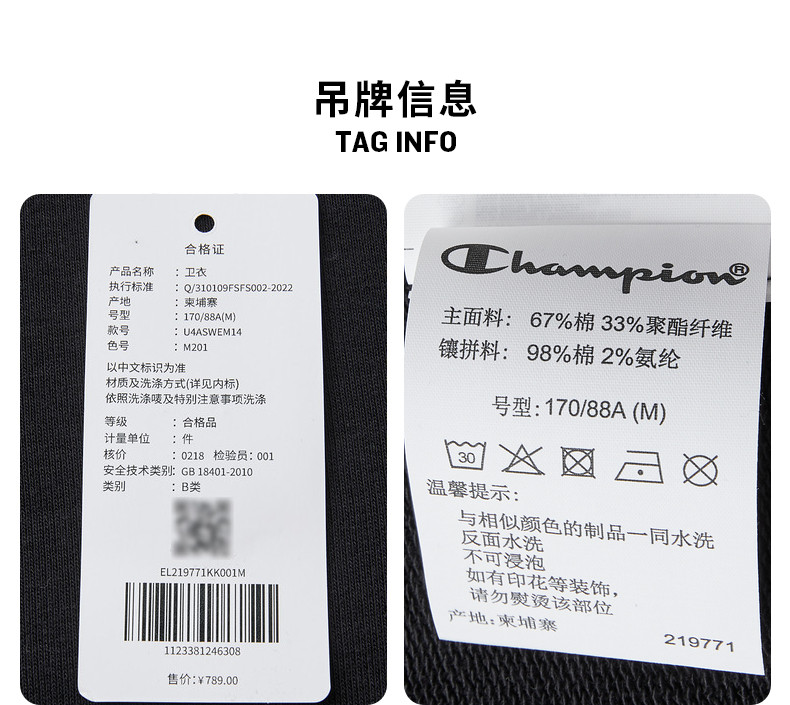 吊牌信息
TAG INFO
合格证
产品名称 ：卫衣
执行标准 ：Q/310109FSFS002-2022
产地 ：柬埔寨
号型 ：170/88A(M)
款号 ：U4ASWEM14
色号 ：M201
以中文标识为准
材质及洗涤方式(详见内标)
依照洗涤唛及特别注意事项洗涤
等级 ：合格品
计量单位 ：件
核价 ：0218 检验员：001
安全技术类别：GB 18401-2010
类别 ：B类
EL219771KK001M
1123381246308
售价：¥789.00
Champion®
主面料： 67%棉 33%聚酯纤维
镶拼料： 98%棉 2%氨纶
号型：170/88A (M)
30
温馨提示：
与相似颜色的制品一同水洗
反面水洗
不可浸泡
如有印花等装饰，
请勿熨烫该部位
产地：柬埔寨
219771